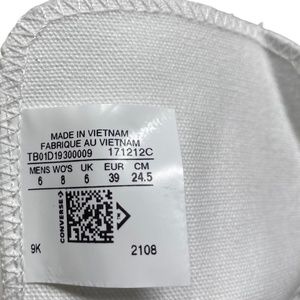 MADE IN VIETNAM
FABRIQUE AU VIETNAM
TB01D19300009 171212C
MENS WO'S UK EUR CM
6 8 6 39 24.5
CONVERSE
9K 2108